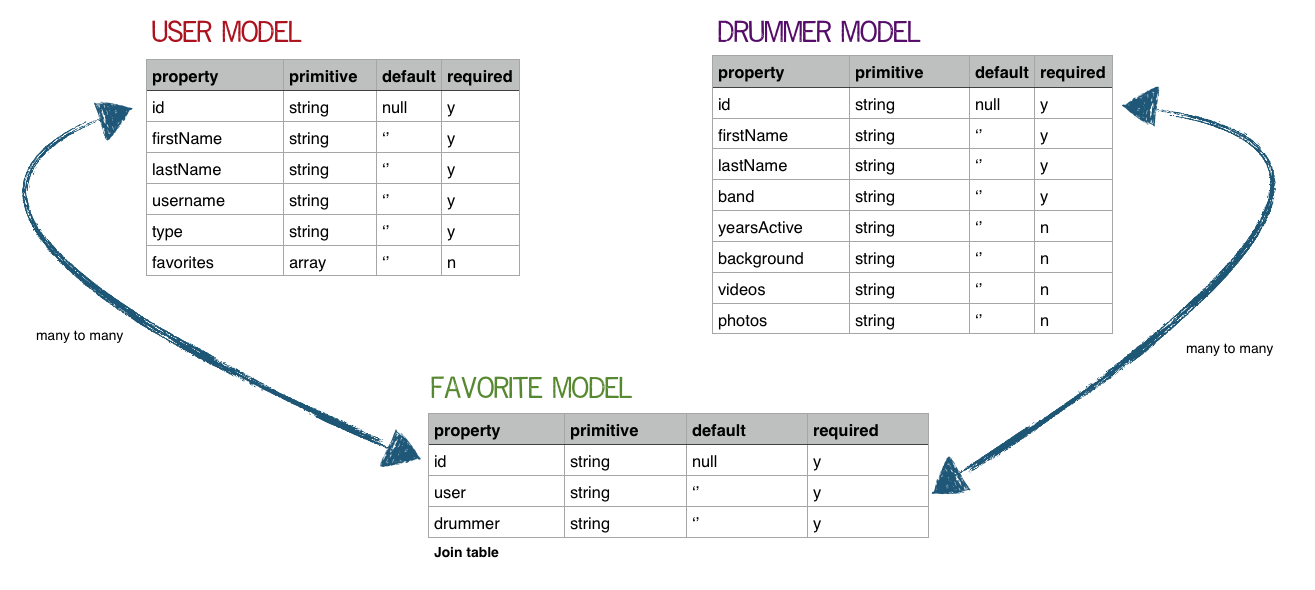 USER MODEL
property primitive default required
id string null y
firstName string ‘’ y
lastName string ‘’ y
username string ‘’ y
type string ‘’ y
favorites array ‘’ n
DRUMMER MODEL
property primitive default required
id string null y
firstName string ‘’ y
lastName string ‘’ y
band string ‘’ y
yearsActive string ‘’ n
background string ‘’ n
videos string ‘’ n
photos string ‘’ n
many to many
many to many
FAVORITE MODEL
property primitive default required
id string null y
user string ‘’ y
drummer string ‘’ y
Join table